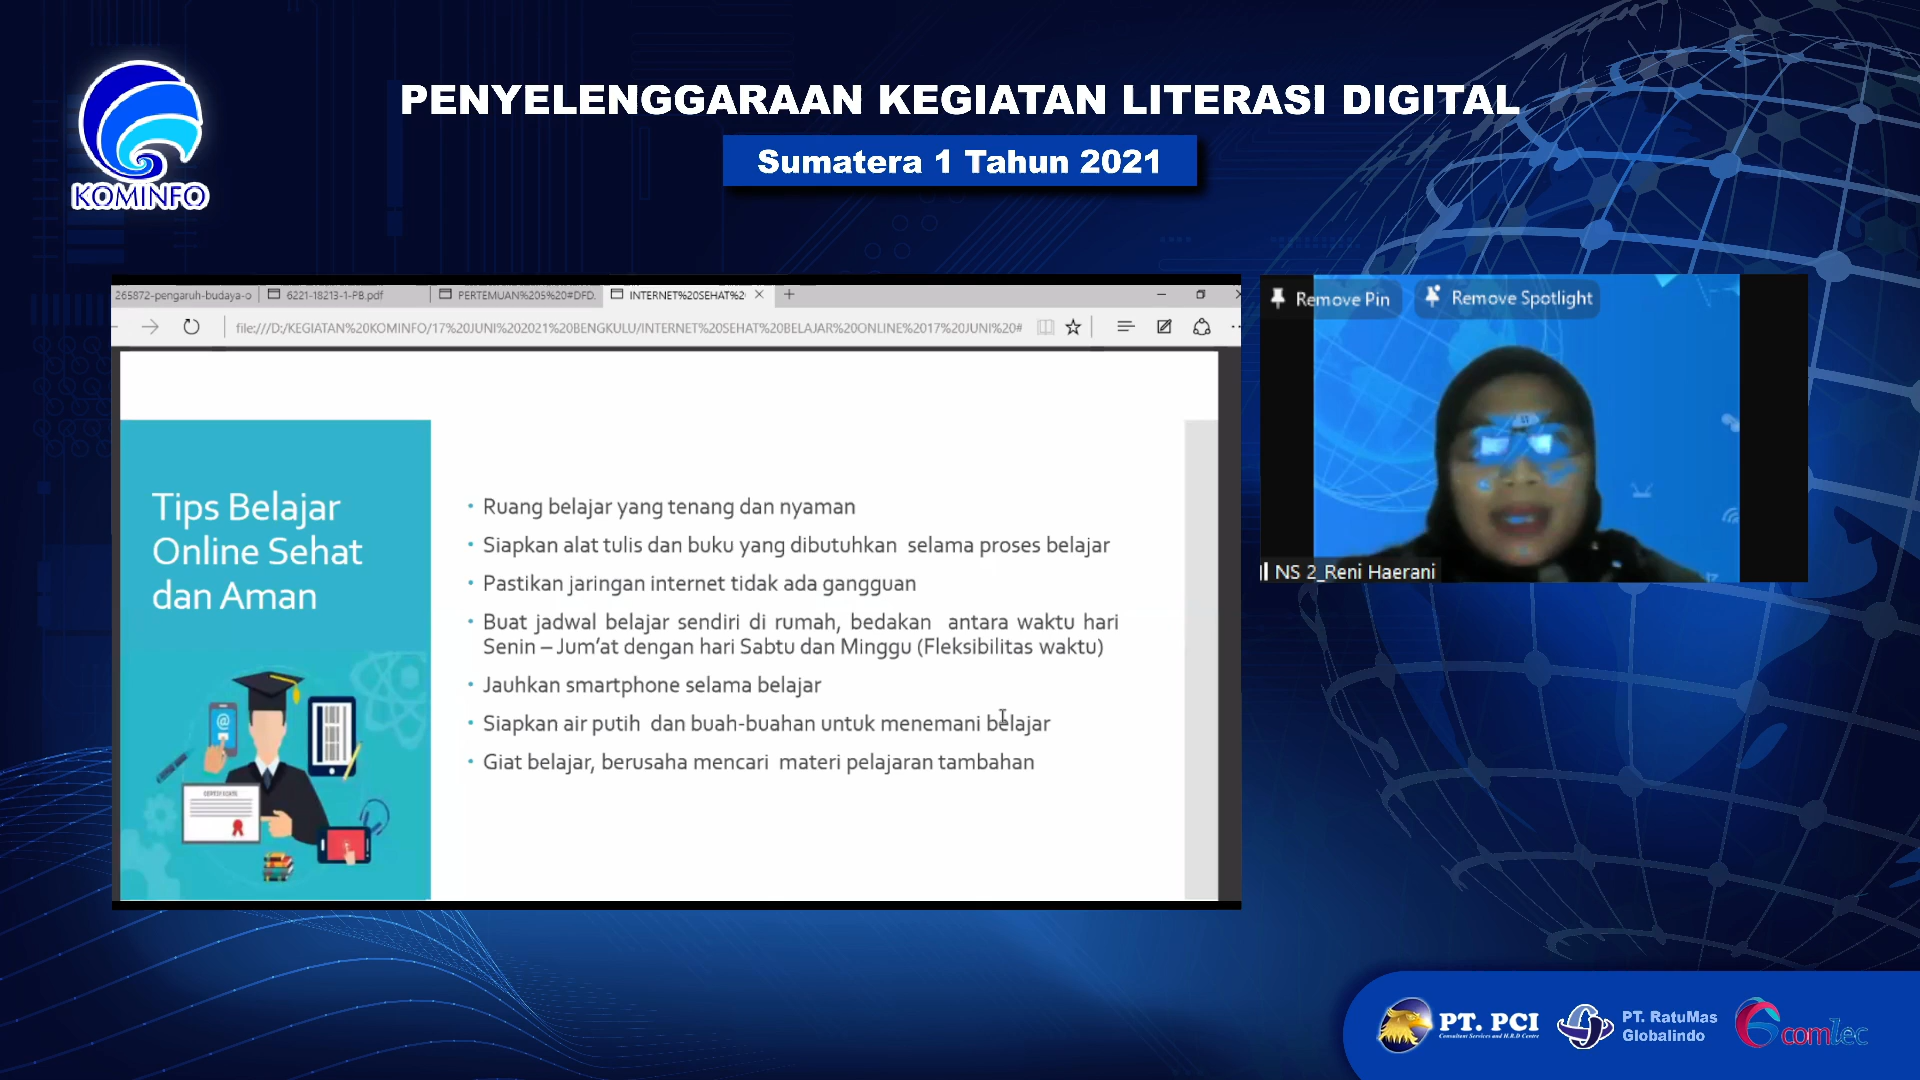 KOMINFO
PENYELENGGARAAN KEGIATAN LITERASI DIGITAL
Sumatera 1 Tahun 2021
265872-pengaruh-budaya-o
6221-18213-1-PB.pdf
PERTEMUAN%205%20#DFD.
INTERNET%20SEHAT%2
file:///D:/KEGIATAN%20KOMINFO/17%20JUNI%202021%20BENGKULU/INTERNET%20SEHAT%20BELAJAR%20ONLINE%2017%20JUNI%20#
Tips Belajar
Online Sehat
dan Aman
• Ruang belajar yang tenang dan nyaman
• Siapkan alat tulis dan buku yang dibutuhkan selama proses belajar
• Pastikan jaringan internet tidak ada gangguan
• Buat jadwal belajar sendiri di rumah, bedakan antara waktu hari
Senin – Jum'at dengan hari Sabtu dan Minggu (Fleksibilitas waktu)
• Jauhkan smartphone selama belajar
• Siapkan air putih dan buah-buahan untuk menemani belajar
• Giat belajar, berusaha mencari materi pelajaran tambahan
Remove Pin
Remove Spotlight
NS 2_Reni Haerani
PT. PCI
Consultant Services and H.R.D Centre
PT. RatuMas
Globalindo
comtec